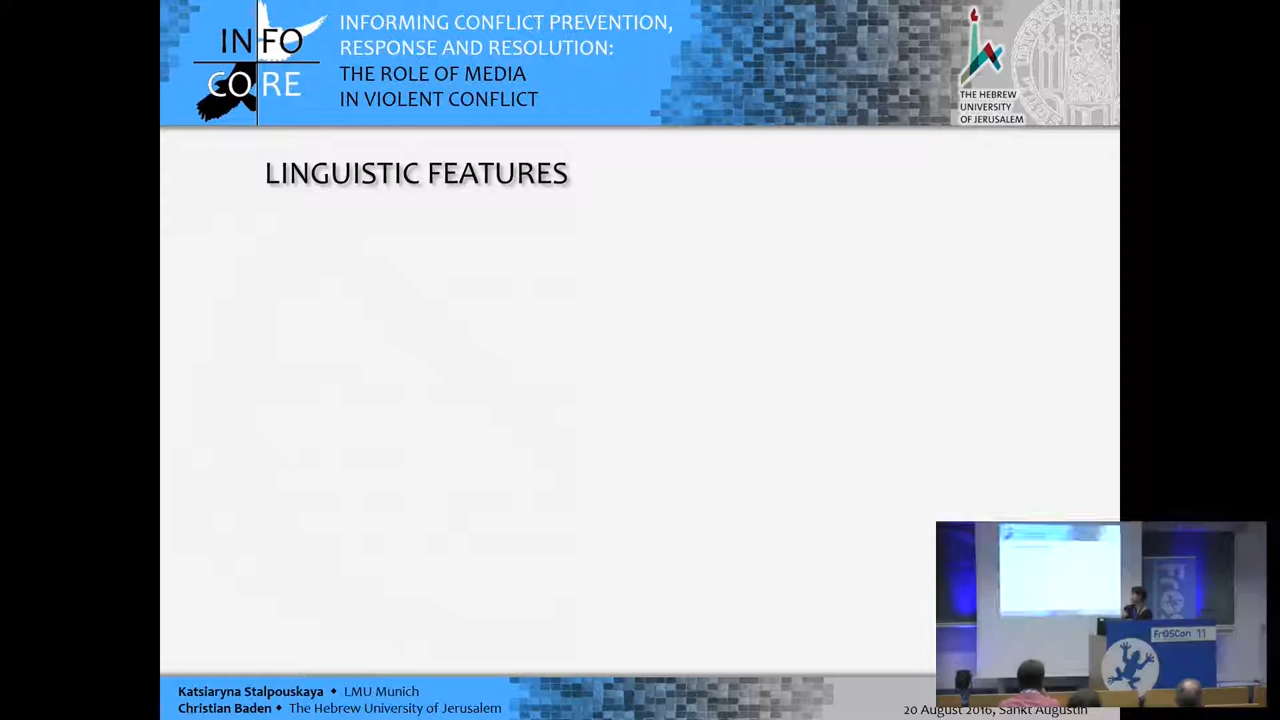 INFO
CORE
INFORMING CONFLICT PREVENTION,
RESPONSE AND RESOLUTION:
THE ROLE OF MEDIA
IN VIOLENT CONFLICT
THE HEBREW
UNIVERSITY
OF JERUSALEM
LINGUISTIC FEATURES
FrOSCon 11
Katsiaryna Stalpouskaya ◆ LMU Munich
Christian Baden ◆ The Hebrew University of Jerusalem
20 August 2016, Sankt Augustin